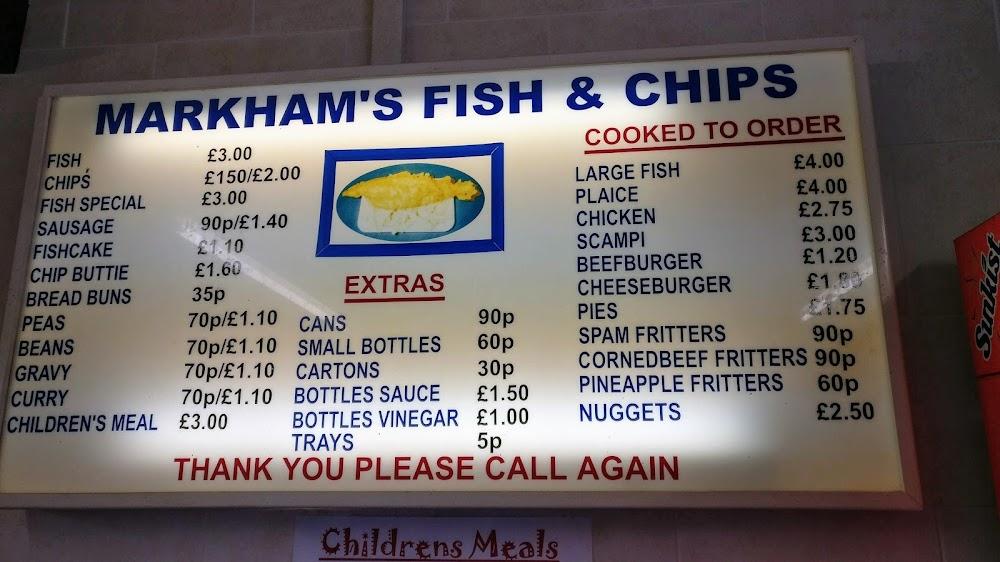 MARKHAM'S FISH & CHIPS
FISH £3.00
CHIPS £150/£2.00
FISH SPECIAL £3.00
SAUSAGE 90p/£1.40
FISHCAKE £1.10
CHIP BUTTIE £1.60
BREAD BUNS 35p
PEAS 70p/£1.10
BEANS 70p/£1.10
GRAVY 70p/£1.10
CURRY 70p/£1.10
CHILDREN'S MEAL £3.00
EXTRAS
CANS 90p
SMALL BOTTLES 60p
CARTONS 30p
BOTTLES SAUCE £1.50
BOTTLES VINEGAR £1.00
TRAYS 5p
COOKED TO ORDER
LARGE FISH £4.00
PLAICE £4.00
CHICKEN £2.75
SCAMPI £3.00
BEEFBURGER £1.20
CHEESEBURGER
PIES £1.75
SPAM FRITTERS 90p
CORNEDBEEF FRITTERS 90p
PINEAPPLE FRITTERS 60p
NUGGETS £2.50
THANK YOU PLEASE CALL AGAIN
Childrens Meals
Sunkist